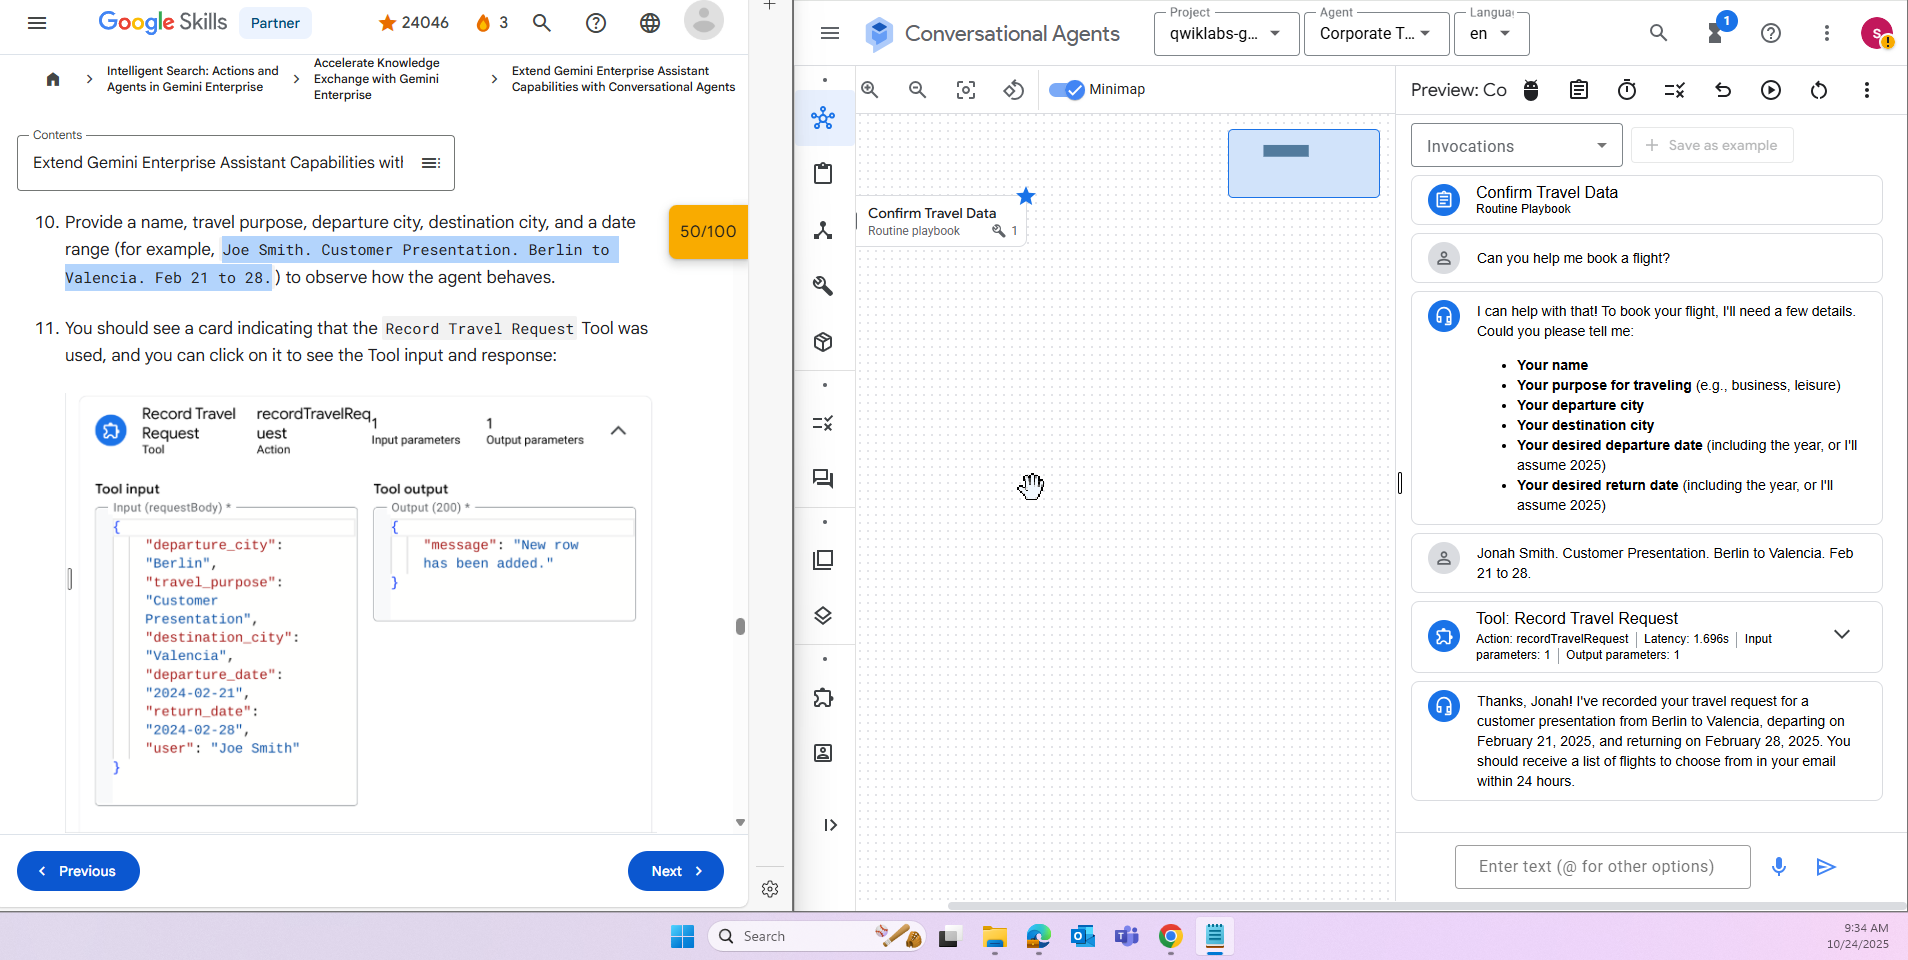 Google Skills
Partner
24046
3
Intelligent Search: Actions and
Agents in Gemini Enterprise
Accelerate Knowledge
Exchange with Gemini
Enterprise
Extend Gemini Enterprise Assistant
Capabilities with Conversational Agents
Contents
Extend Gemini Enterprise Assistant Capabilities with
10. Provide a name, travel purpose, departure city, destination city, and a date
range (for example, Joe Smith. Customer Presentation. Berlin to
Valencia. Feb 21 to 28.) to observe how the agent behaves.
50/100
11. You should see a card indicating that the Record Travel Request Tool was
used, and you can click on it to see the Tool input and response:
Record Travel
Request
Tool
recordTravelReq
uest
Action
1
Input parameters
1
Output parameters
Tool input
Input (requestBody) *
{
"departure_city":
"Berlin",
"travel_purpose":
"Customer
Presentation",
"destination_city":
"Valencia",
"departure_date":
"2024-02-21",
"return_date":
"2024-02-28",
"user": "Joe Smith"
}
Tool output
Output (200) *
{
"message": "New row
has been added."
}
Previous
Next
Conversational Agents
Project
qwiklabs-g...
Agent
Corporate T...
Langua
en
1
S
Minimap
Confirm Travel Data
Routine playbook
1
Preview: Co
Invocations
Save as example
Confirm Travel Data
Routine Playbook
Can you help me book a flight?
I can help with that! To book your flight, I'll need a few details.
Could you please tell me:
• Your name
• Your purpose for traveling (e.g., business, leisure)
• Your departure city
• Your destination city
• Your desired departure date (including the year, or I'll
assume 2025)
• Your desired return date (including the year, or I'll
assume 2025)
Jonah Smith. Customer Presentation. Berlin to Valencia. Feb
21 to 28.
Tool: Record Travel Request
Action: recordTravelRequest | Latency: 1.696s | Input
parameters: 1 | Output parameters: 1
Thanks, Jonah! I've recorded your travel request for a
customer presentation from Berlin to Valencia, departing on
February 21, 2025, and returning on February 28, 2025. You
should receive a list of flights to choose from in your email
within 24 hours.
Enter text (@ for other options)
Search
9:34 AM
10/24/2025